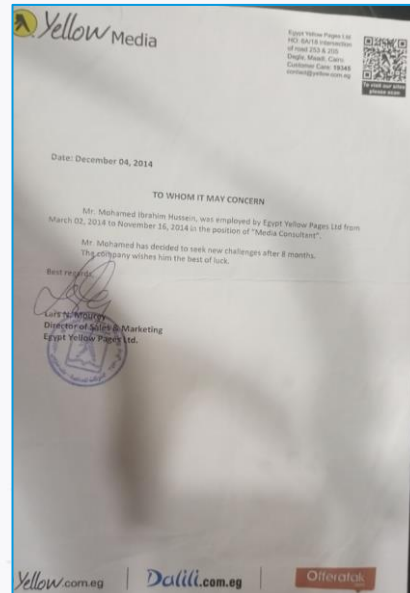 Yellow Media
Egypt Yellow Pages Ltd
HQ: 6A/18 intersection
of road 253 & 205
Degla, Maadi, Cairo
Customer Care: 19345
contact@yellow.com.eg
To visit our sites
please scan
Date: December 04, 2014
TO WHOM IT MAY CONCERN
Mr. Mohamed Ibrahim Hussein, was employed by Egypt Yellow Pages Ltd from
March 02, 2014 to November 16, 2014 in the position of "Media Consultant".
Mr. Mohamed has decided to seek new challenges after 8 months.
The company wishes him the best of luck.
Best regards,
Lars N.
Director of Sales & Marketing
Egypt Yellow Pages Ltd.
Yellow.com.eg
Dalili.com.eg
Offeratak